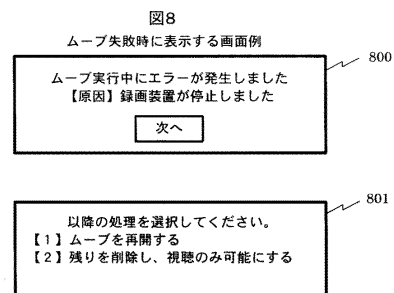 図8
ムーブ失敗時に表示する画面例
800
ムーブ実行中にエラーが発生しました
【原因】録画装置が停止しました
次へ
801
以降の処理を選択してください。
【1】ムーブを再開する
【2】残りを削除し、視聴のみ可能にする